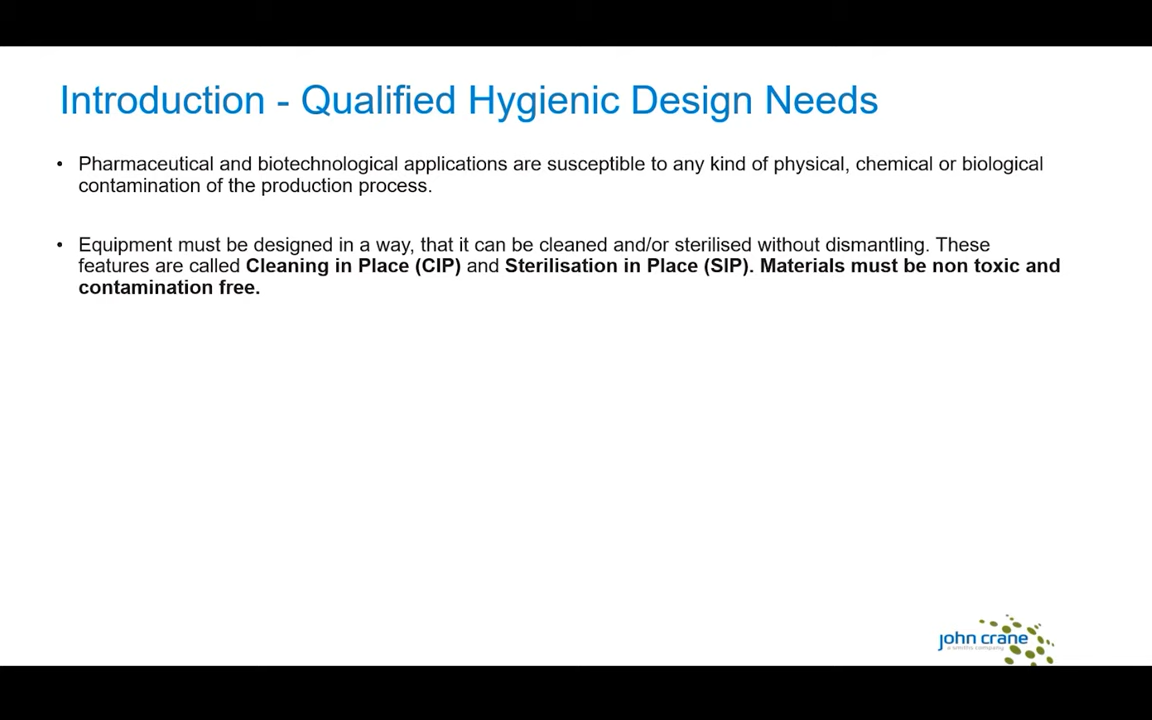 Introduction - Qualified Hygienic Design Needs
• Pharmaceutical and biotechnological applications are susceptible to any kind of physical, chemical or biological
contamination of the production process.
• Equipment must be designed in a way, that it can be cleaned and/or sterilised without dismantling. These
features are called Cleaning in Place (CIP) and Sterilisation in Place (SIP). Materials must be non toxic and
contamination free.
john crane
a smiths company